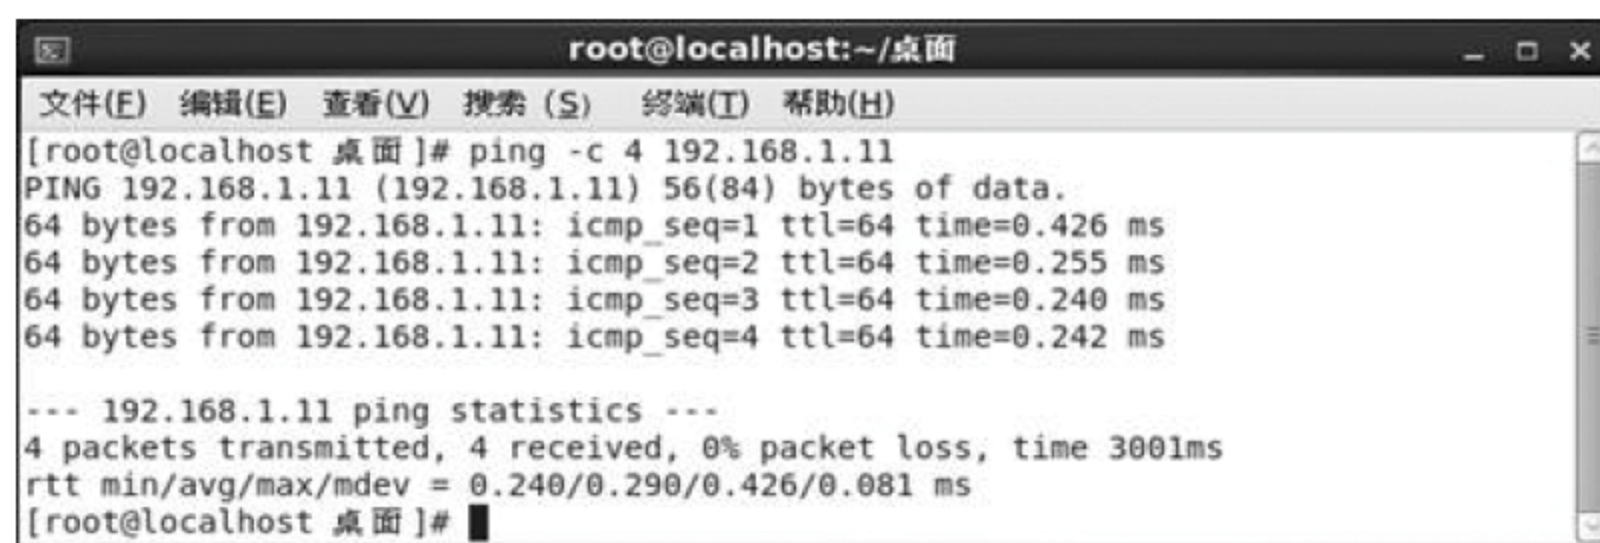 root@localhost:~/桌面
文件(F) 编辑(E) 查看(V) 搜索 (S) 终端(T) 帮助(H)
[root@localhost 桌面]# ping -c 4 192.168.1.11
PING 192.168.1.11 (192.168.1.11) 56(84) bytes of data.
64 bytes from 192.168.1.11: icmp_seq=1 ttl=64 time=0.426 ms
64 bytes from 192.168.1.11: icmp_seq=2 ttl=64 time=0.255 ms
64 bytes from 192.168.1.11: icmp_seq=3 ttl=64 time=0.240 ms
64 bytes from 192.168.1.11: icmp_seq=4 ttl=64 time=0.242 ms
--- 192.168.1.11 ping statistics ---
4 packets transmitted, 4 received, 0% packet loss, time 3001ms
rtt min/avg/max/mdev = 0.240/0.290/0.426/0.081 ms
[root@localhost 桌面]#